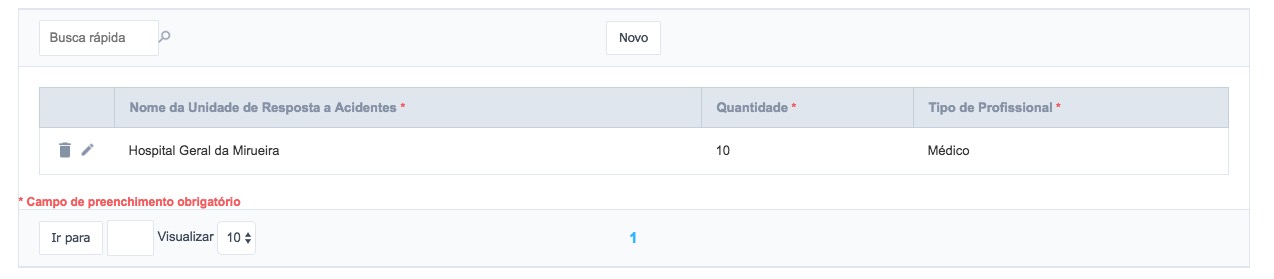 Busca rápida
Novo
Nome da Unidade de Resposta a Acidentes * Quantidade * Tipo de Profissional *
Hospital Geral da Mirueira 10 Médico
* Campo de preenchimento obrigatório
Ir para Visualizar 10 1